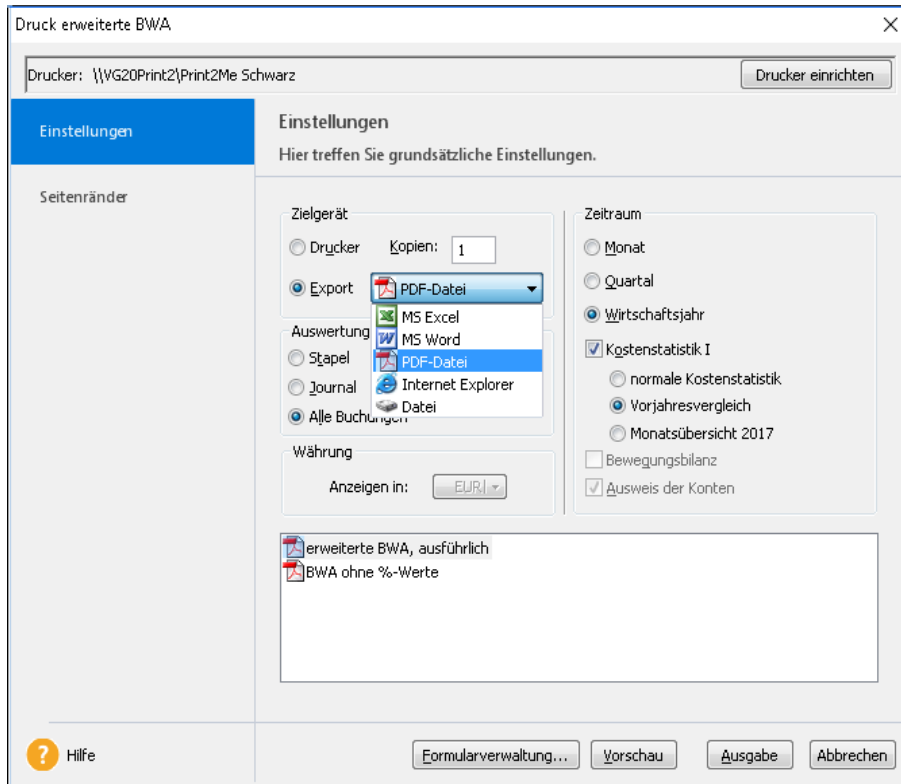 Druck erweiterte BWA
Drucker: \\VG20Print2\Print2Me Schwarz
Drucker einrichten
Einstellungen
Seitenränder
Einstellungen
Hier treffen Sie grundsätzliche Einstellungen.
Zielgerät
Drucker
Kopien:
1
Export
PDF-Datei
MS Excel
MS Word
PDF-Datei
Internet Explorer
Datei
Auswertung
Stapel
Journal
Alle Buchungen
Währung
Anzeigen in:
EUR
Zeitraum
Monat
Quartal
Wirtschaftsjahr
Kostenstatistik I
normale Kostenstatistik
Vorjahresvergleich
Monatsübersicht 2017
Bewegungsbilanz
Ausweis der Konten
erweiterte BWA, ausführlich
BWA ohne %-Werte
? Hilfe
Formularverwaltung...
Vorschau
Ausgabe
Abbrechen